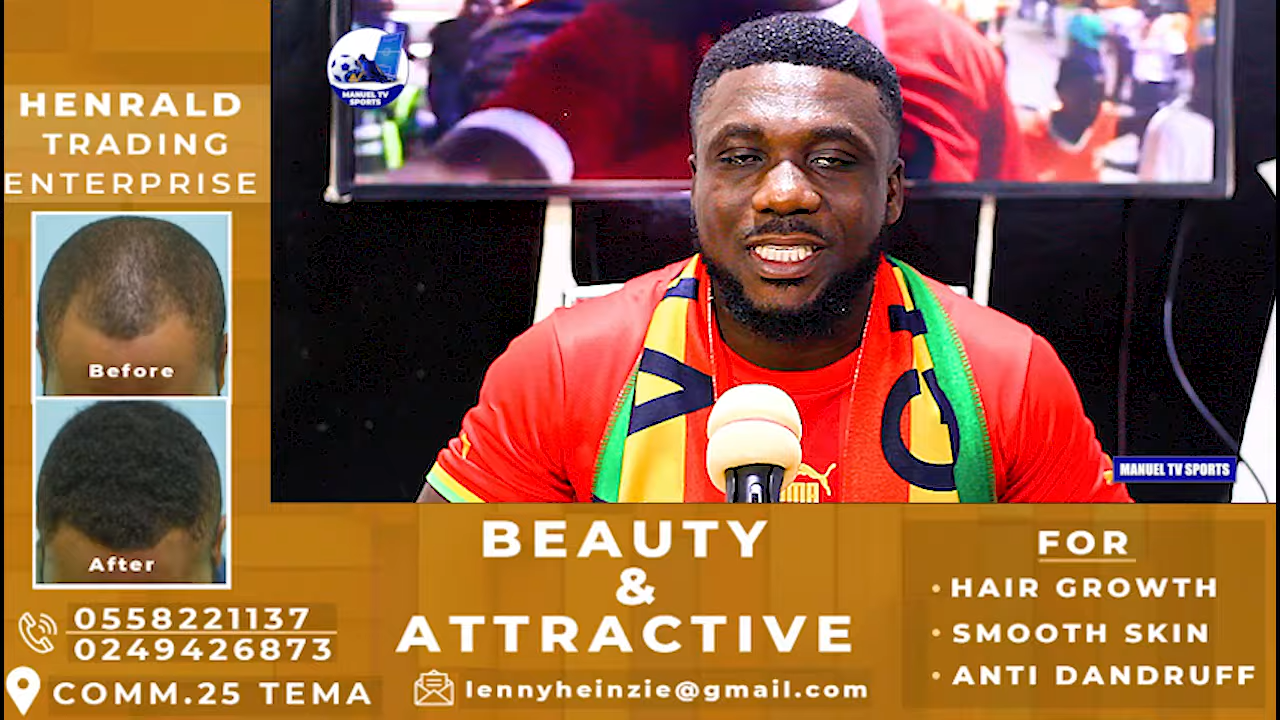 MANUEL TV
SPORTS
HENRALD
TRADING
ENTERPRISE
Before
After
0558221137
0249426873
COMM.25 TEMA
MANUEL TV SPORTS
BEAUTY
&
ATTRACTIVE
lennyheinzie@gmail.com
FOR
• HAIR GROWTH
• SMOOTH SKIN
• ANTI DANDRUFF